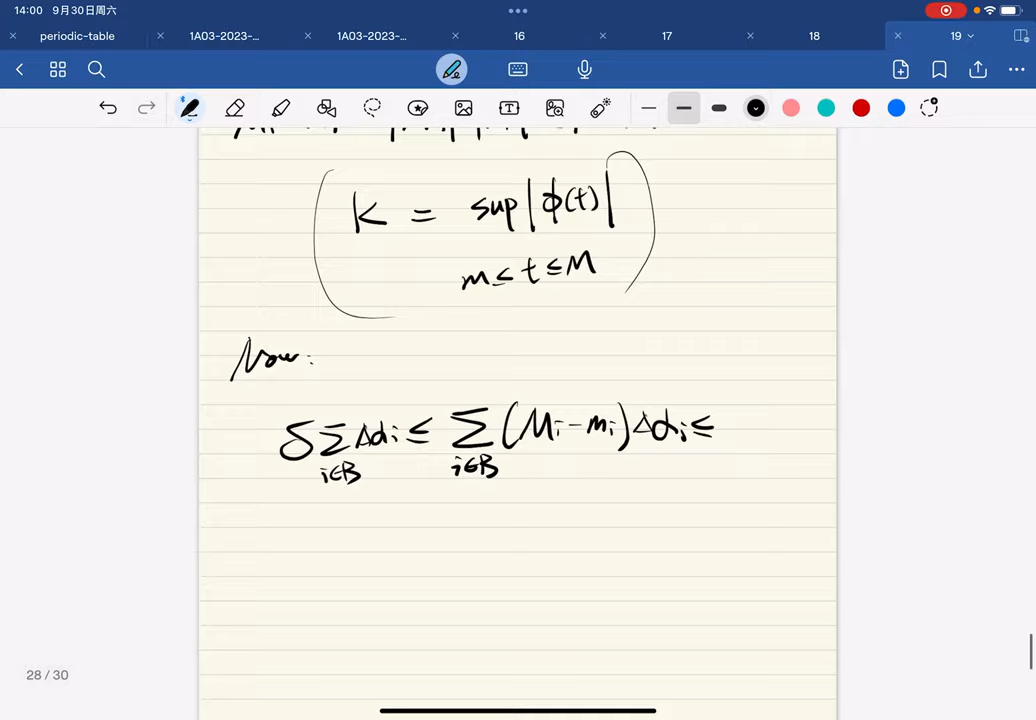 14:00 9月30日周六
periodic-table 1A03-2023-... 1A03-2023-... 16 17 18 19
K = sup|ϕ(t)|
m ≤ t ≤ M
Now:
δ Σ Δαi ≤ Σ (Mi - mi) Δαi ≤
i∈B i∈B
28 / 30